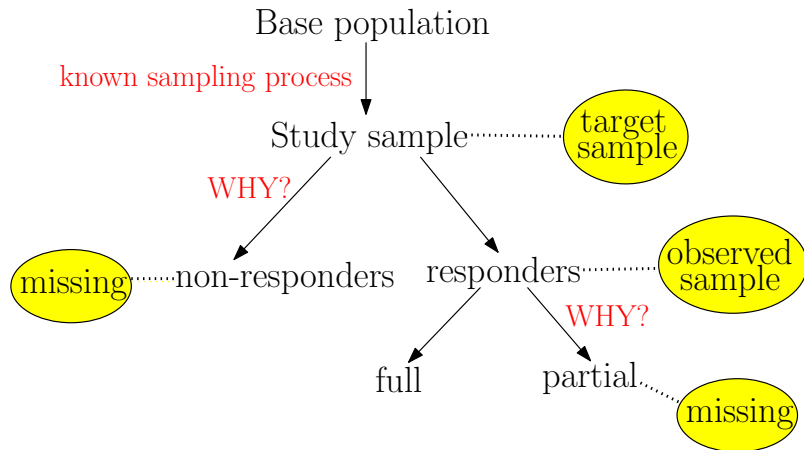 Base population
known sampling process
Study sample
target
sample
WHY?
missing
non-responders
responders
observed
sample
WHY?
full
partial
missing